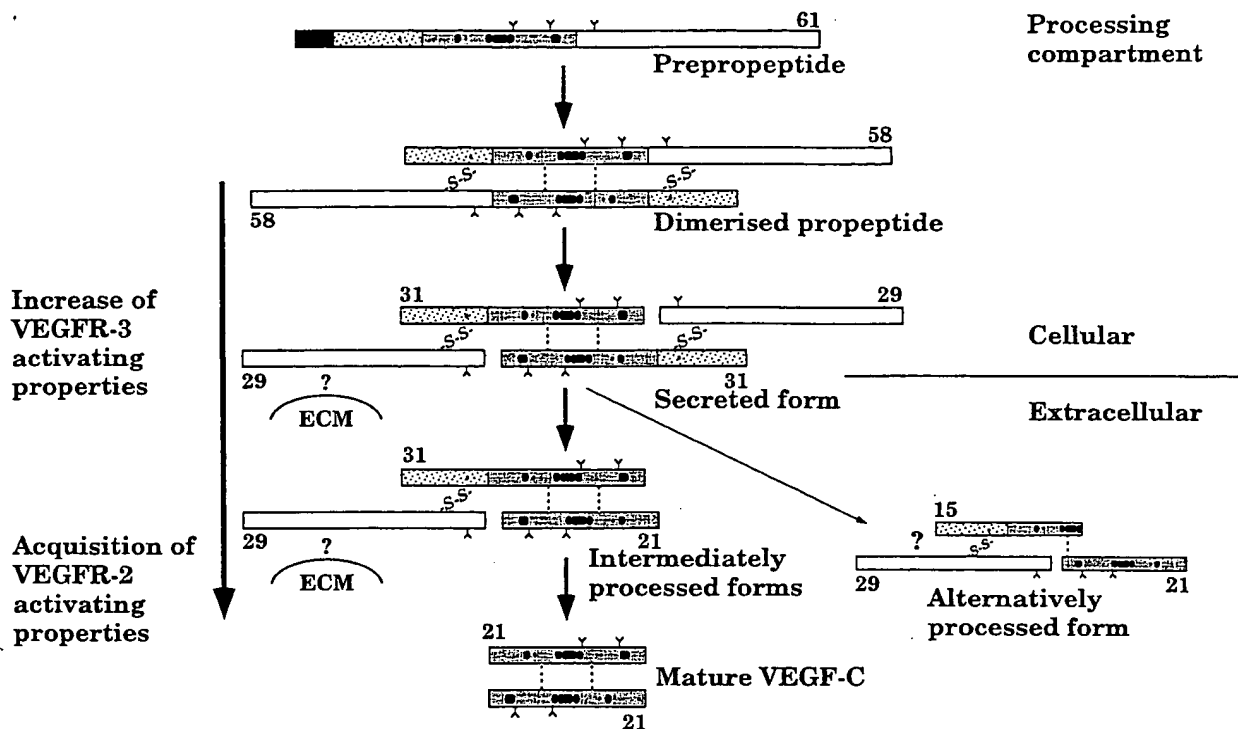 61
Processing
compartment
Prepropeptide
58
-S-S-
-S-S-
58
Dimerised propeptide
Increase of
VEGFR-3
activating
properties
31
29
-S-S-
-S-S-
Cellular
29
?
ECM
31
Secreted form
Extracellular
31
-S-S-
29
?
ECM
21
Intermediately
processed forms
Acquisition of
VEGFR-2
activating
properties
15
?
-S-S-
29
21
Alternatively
processed form
21
Mature VEGF-C
21